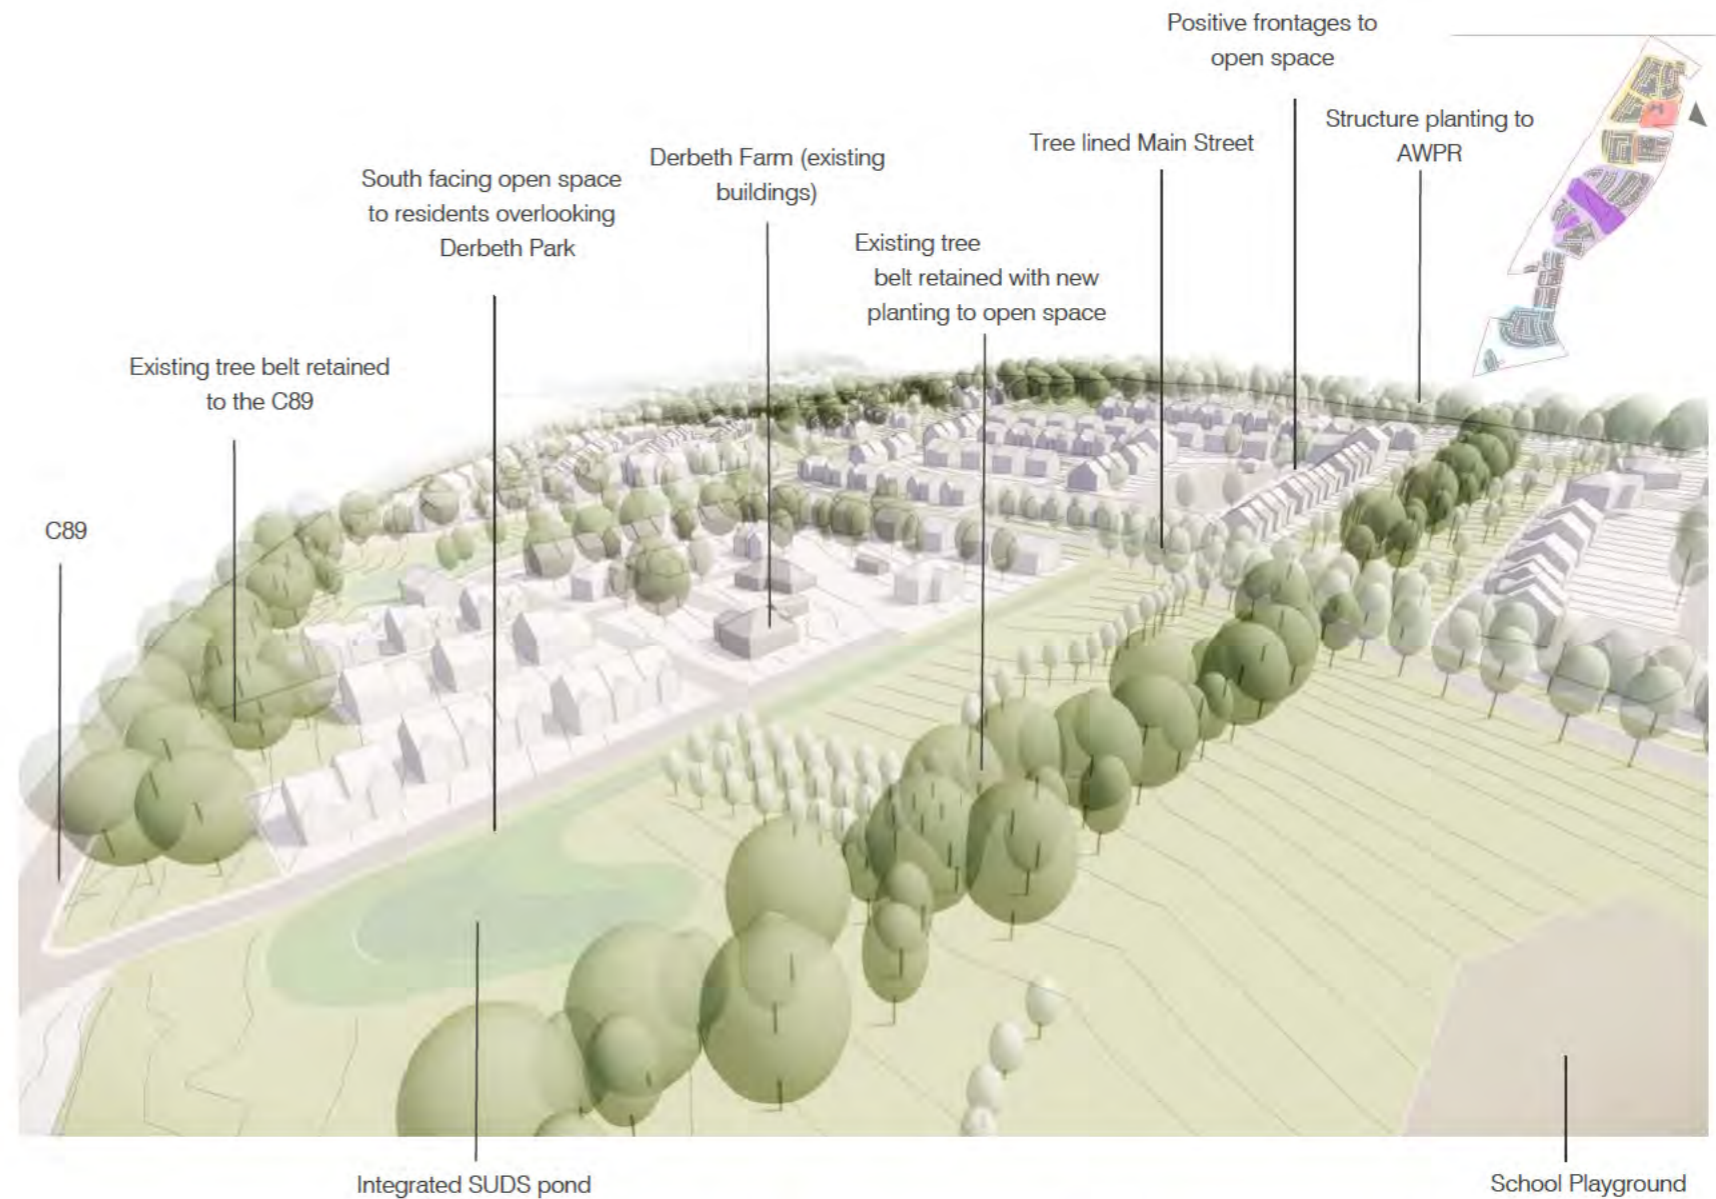 Positive frontages to
open space
Structure planting to
AWPR
Tree lined Main Street
Derbeth Farm (existing
buildings)
South facing open space
to residents overlooking
Derbeth Park
Existing tree
belt retained with new
planting to open space
Existing tree belt retained
to the C89
C89
Integrated SUDS pond
School Playground